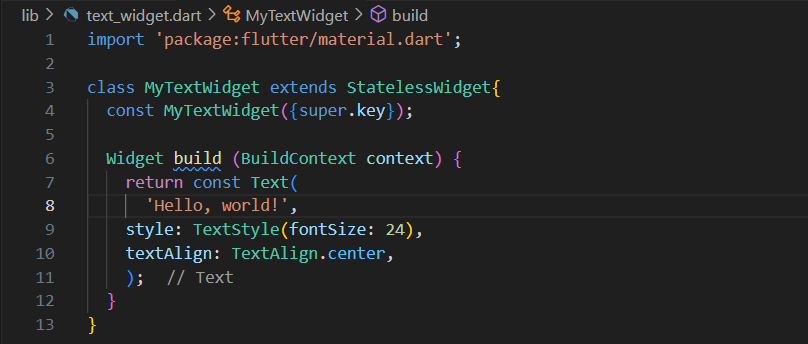 lib > text_widget.dart > MyTextWidget > build
1 import 'package:flutter/material.dart';
2
3 class MyTextWidget extends StatelessWidget{
4   const MyTextWidget({super.key});
5
6   Widget build (BuildContext context) {
7     return const Text(
8       'Hello, world!',
9     style: TextStyle(fontSize: 24),
10     textAlign: TextAlign.center,
11     );  // Text
12   }
13 }